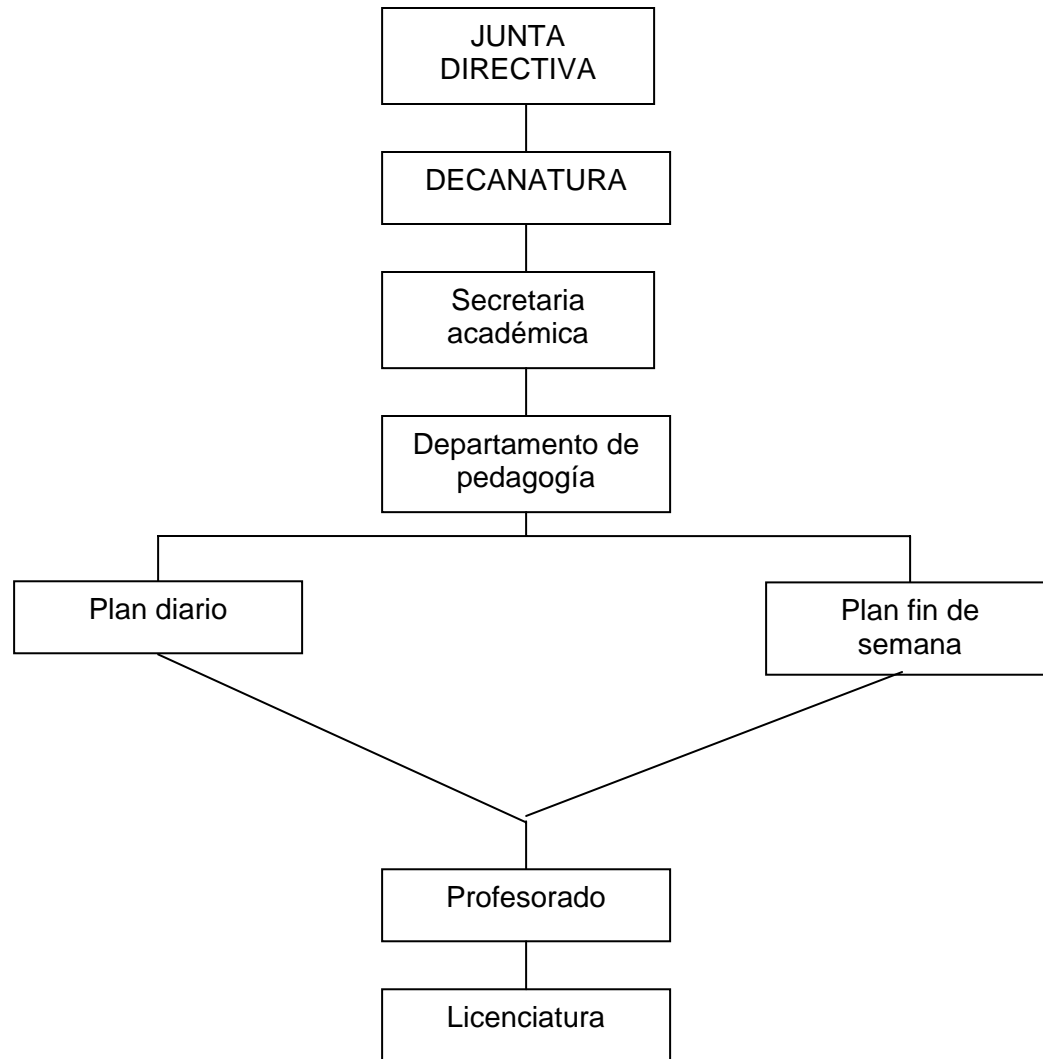 JUNTA
DIRECTIVA
DECANATURA
Secretaria
académica
Departamento de
pedagogía
Plan diario
Plan fin de
semana
Profesorado
Licenciatura